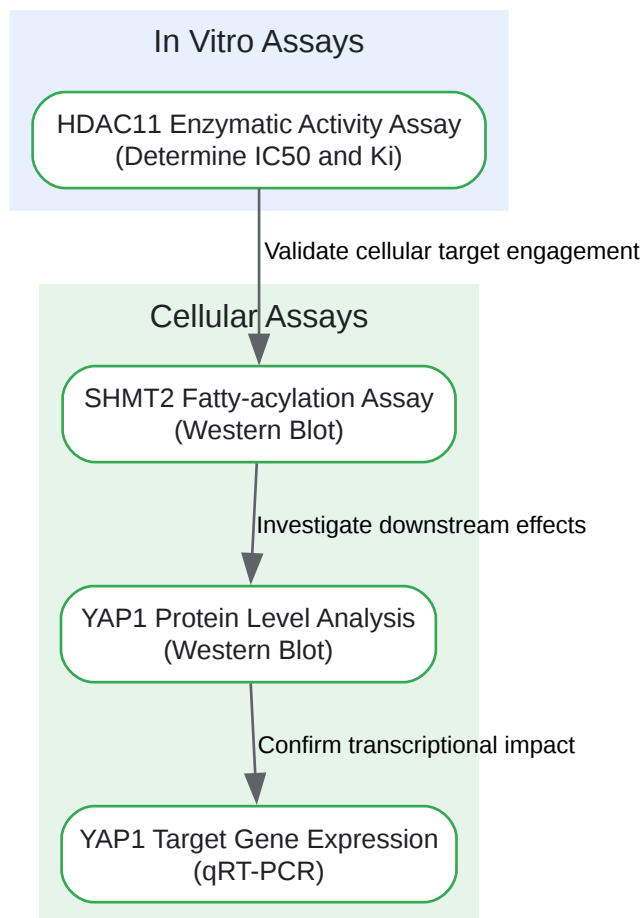 In Vitro Assays
HDAC11 Enzymatic Activity Assay
(Determine IC50 and Ki)
Validate cellular target engagement
Cellular Assays
SHMT2 Fatty-acylation Assay
(Western Blot)
Investigate downstream effects
YAP1 Protein Level Analysis
(Western Blot)
Confirm transcriptional impact
YAP1 Target Gene Expression
(qRT-PCR)